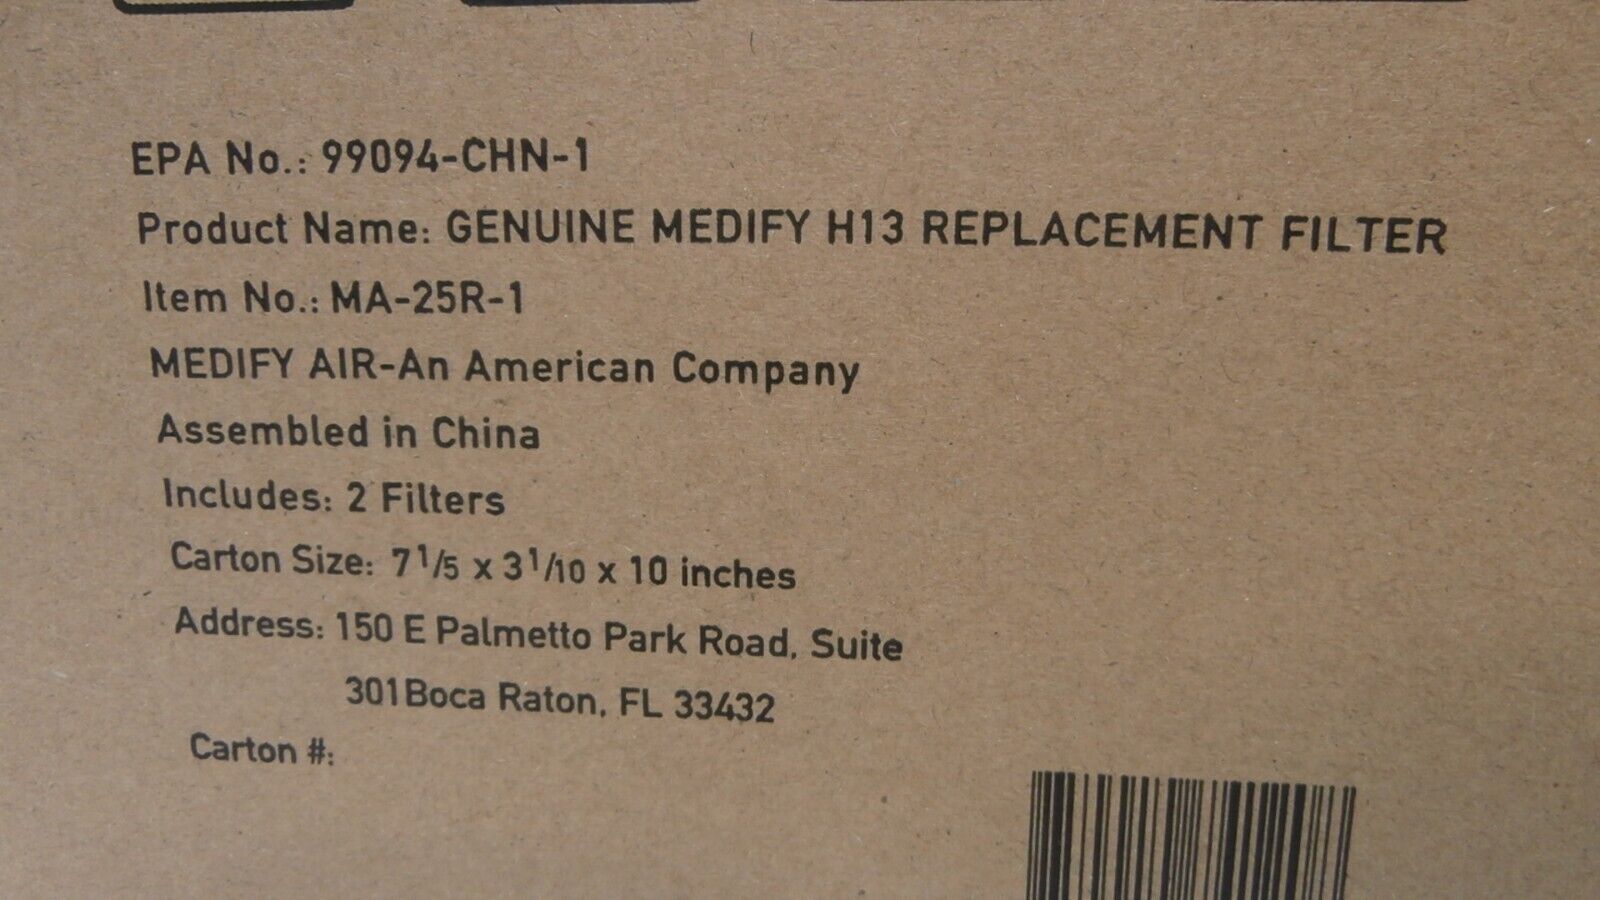 EPA No.: 99094-CHN-1
Product Name: GENUINE MEDIFY H13 REPLACEMENT FILTER
Item No.: MA-25R-1
MEDIFY AIR-An American Company
Assembled in China
Includes: 2 Filters
Carton Size: 7 1/5 x 3 1/10 x 10 inches
Address: 150 E Palmetto Park Road, Suite
301Boca Raton, FL 33432
Carton #: